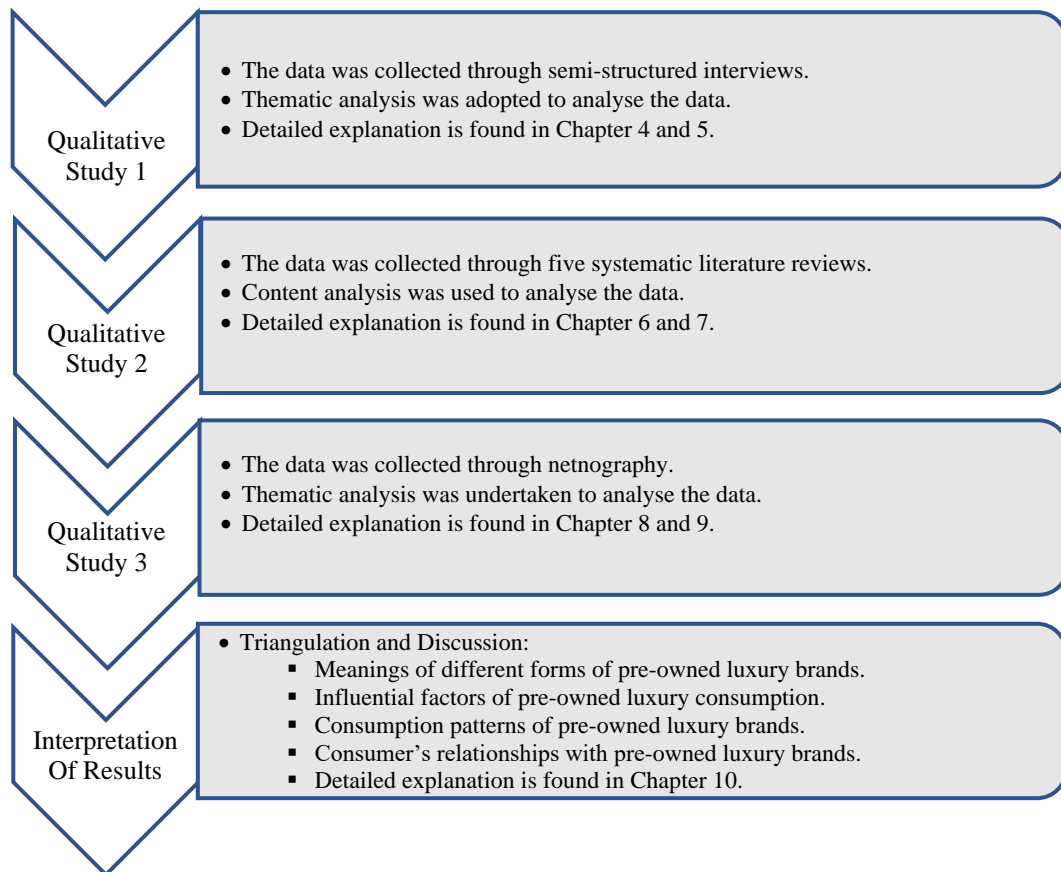 Qualitative
Study 1
• The data was collected through semi-structured interviews.
• Thematic analysis was adopted to analyse the data.
• Detailed explanation is found in Chapter 4 and 5.
Qualitative
Study 2
• The data was collected through five systematic literature reviews.
• Content analysis was used to analyse the data.
• Detailed explanation is found in Chapter 6 and 7.
Qualitative
Study 3
• The data was collected through netnography.
• Thematic analysis was undertaken to analyse the data.
• Detailed explanation is found in Chapter 8 and 9.
Interpretation
Of Results
• Triangulation and Discussion:
▪ Meanings of different forms of pre-owned luxury brands.
▪ Influential factors of pre-owned luxury consumption.
▪ Consumption patterns of pre-owned luxury brands.
▪ Consumer's relationships with pre-owned luxury brands.
▪ Detailed explanation is found in Chapter 10.